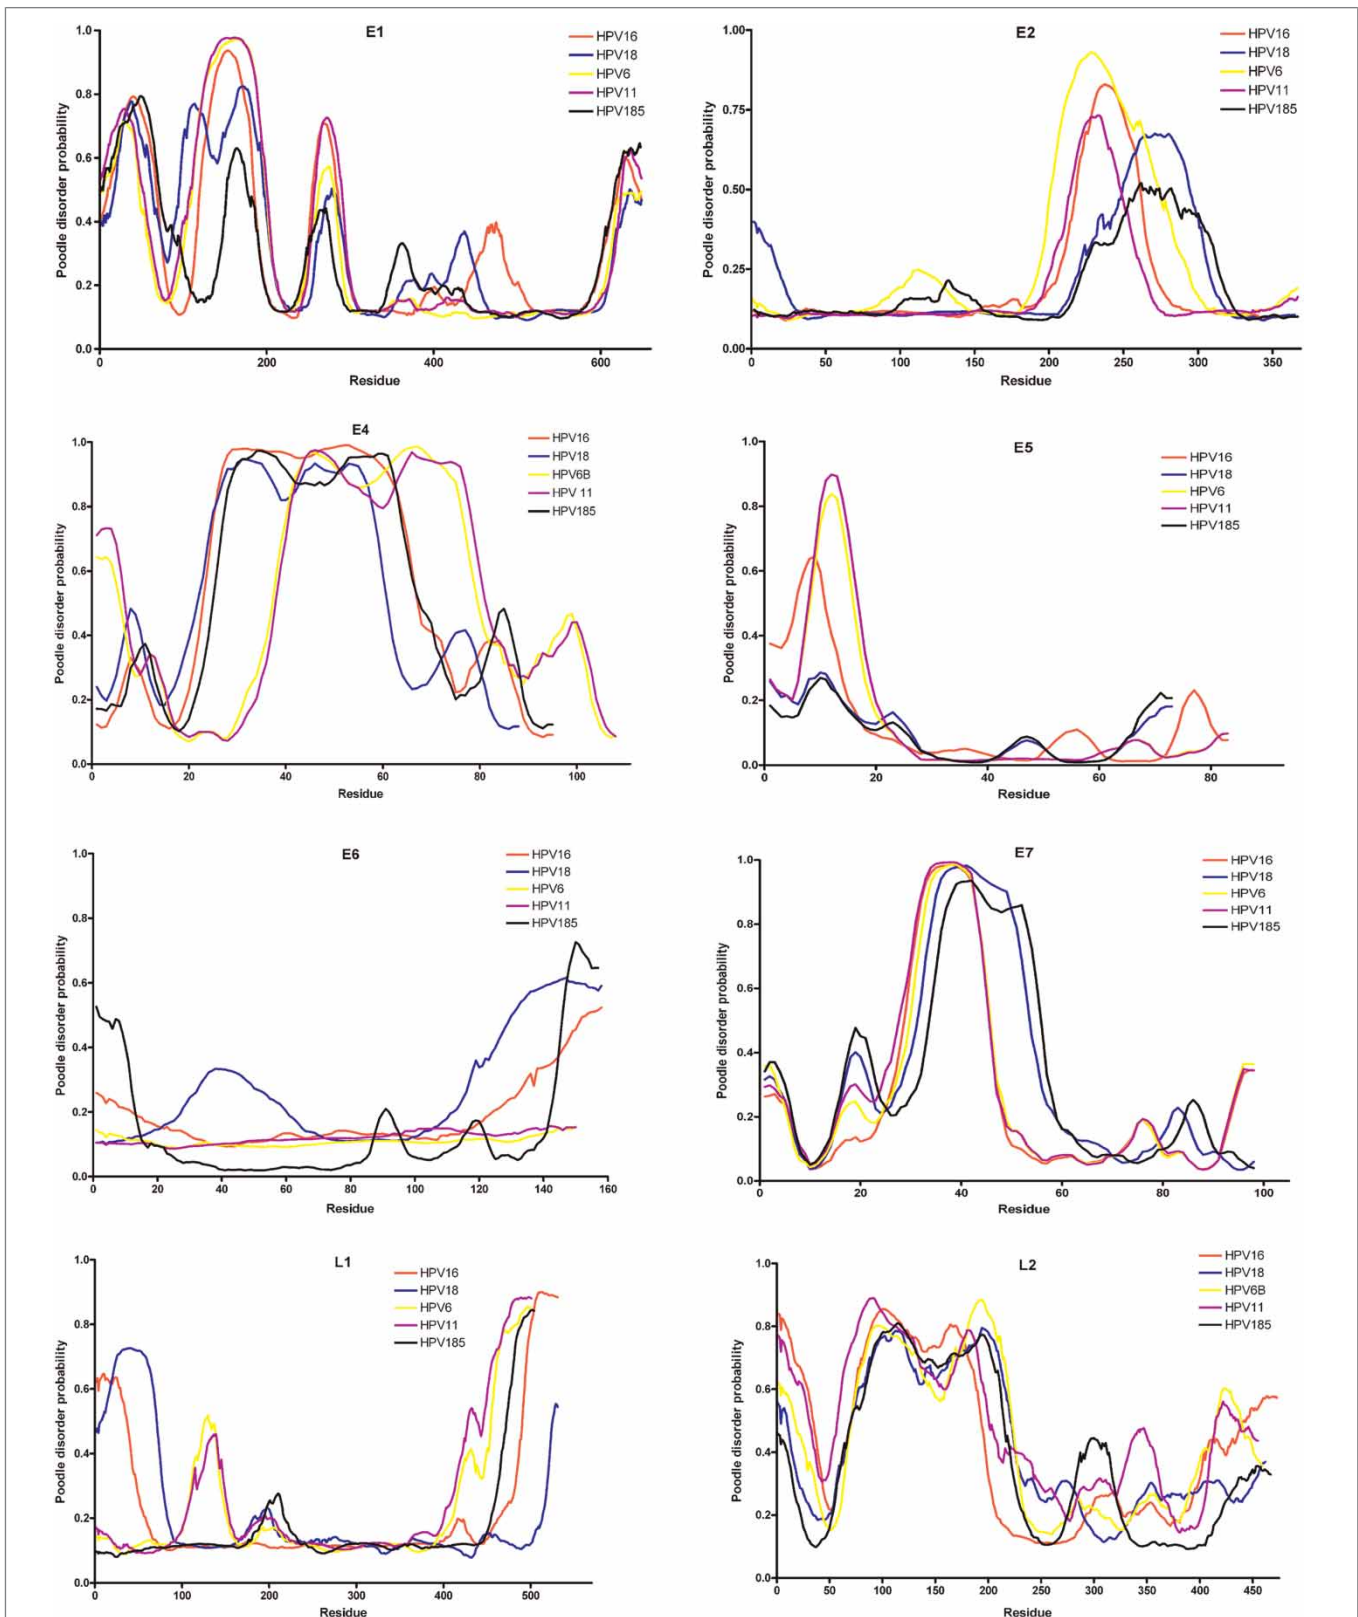 E1
HPV16
HPV18
HPV6
HPV11
HPV185
Poodle disorder probability
1.0
0.8
0.6
0.4
0.2
0.0
0 200 400 600
Residue
E2
HPV16
HPV18
HPV6
HPV11
HPV185
Poodle disorder probability
1.00
0.75
0.50
0.25
0.00
0 50 100 150 200 250 300 350
Residue
E4
HPV16
HPV18
HPV6B
HPV 11
HPV185
Poodle disorder probability
1.0
0.8
0.6
0.4
0.2
0.0
0 20 40 60 80 100
Residue
E5
HPV16
HPV18
HPV6
HPV11
HPV185
Poodle disorder probability
1.0
0.8
0.6
0.4
0.2
0.0
0 20 40 60 80
Residue
E6
HPV16
HPV18
HPV6
HPV11
HPV185
Poodle disorder probability
1.0
0.8
0.6
0.4
0.2
0.0
0 20 40 60 80 100 120 140 160
Residue
E7
HPV16
HPV18
HPV6
HPV11
HPV185
Poodle disorder probability
1.0
0.8
0.6
0.4
0.2
0.0
0 20 40 60 80 100
Residue
L1
HPV16
HPV18
HPV6
HPV11
HPV185
Poodle disorder probability
1.0
0.8
0.6
0.4
0.2
0.0
0 100 200 300 400 500
Residue
L2
HPV16
HPV18
HPV6B
HPV11
HPV185
Poodle disorder probability
1.0
0.8
0.6
0.4
0.2
0.0
0 50 100 150 200 250 300 350 400 450
Residue